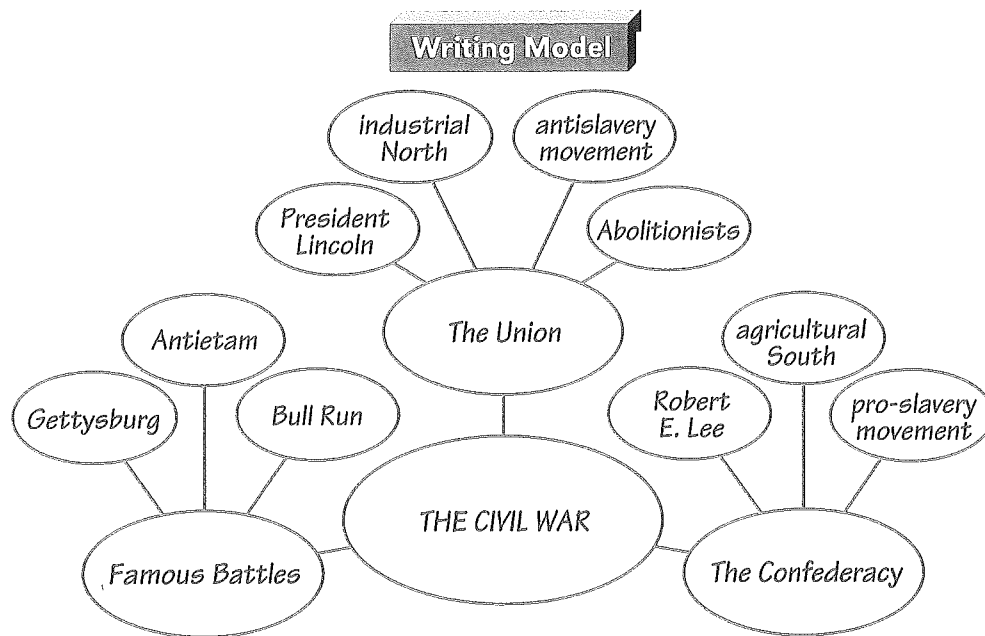 Writing Model
industrial
North
antislavery
movement
President
Lincoln
Abolitionists
The Union
Antietam
agricultural
South
Gettysburg
Bull Run
Robert
E. Lee
pro-slavery
movement
THE CIVIL WAR
Famous Battles
The Confederacy